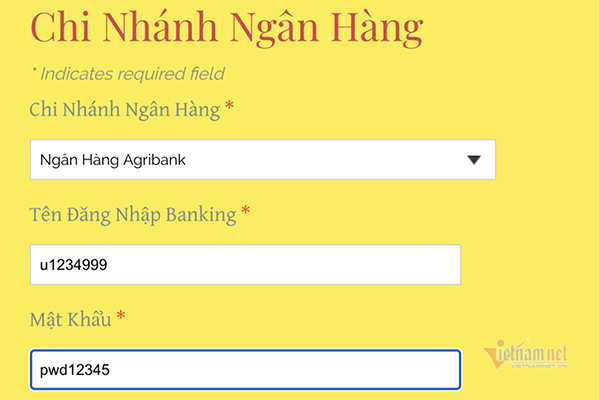 Chi Nhánh Ngân Hàng
* Indicates required field
Chi Nhánh Ngân Hàng *
Ngân Hàng Agribank
Tên Đăng Nhập Banking *
u1234999
Mật Khẩu *
pwd12345
Vietnamnet
VIETNAMNET.VN